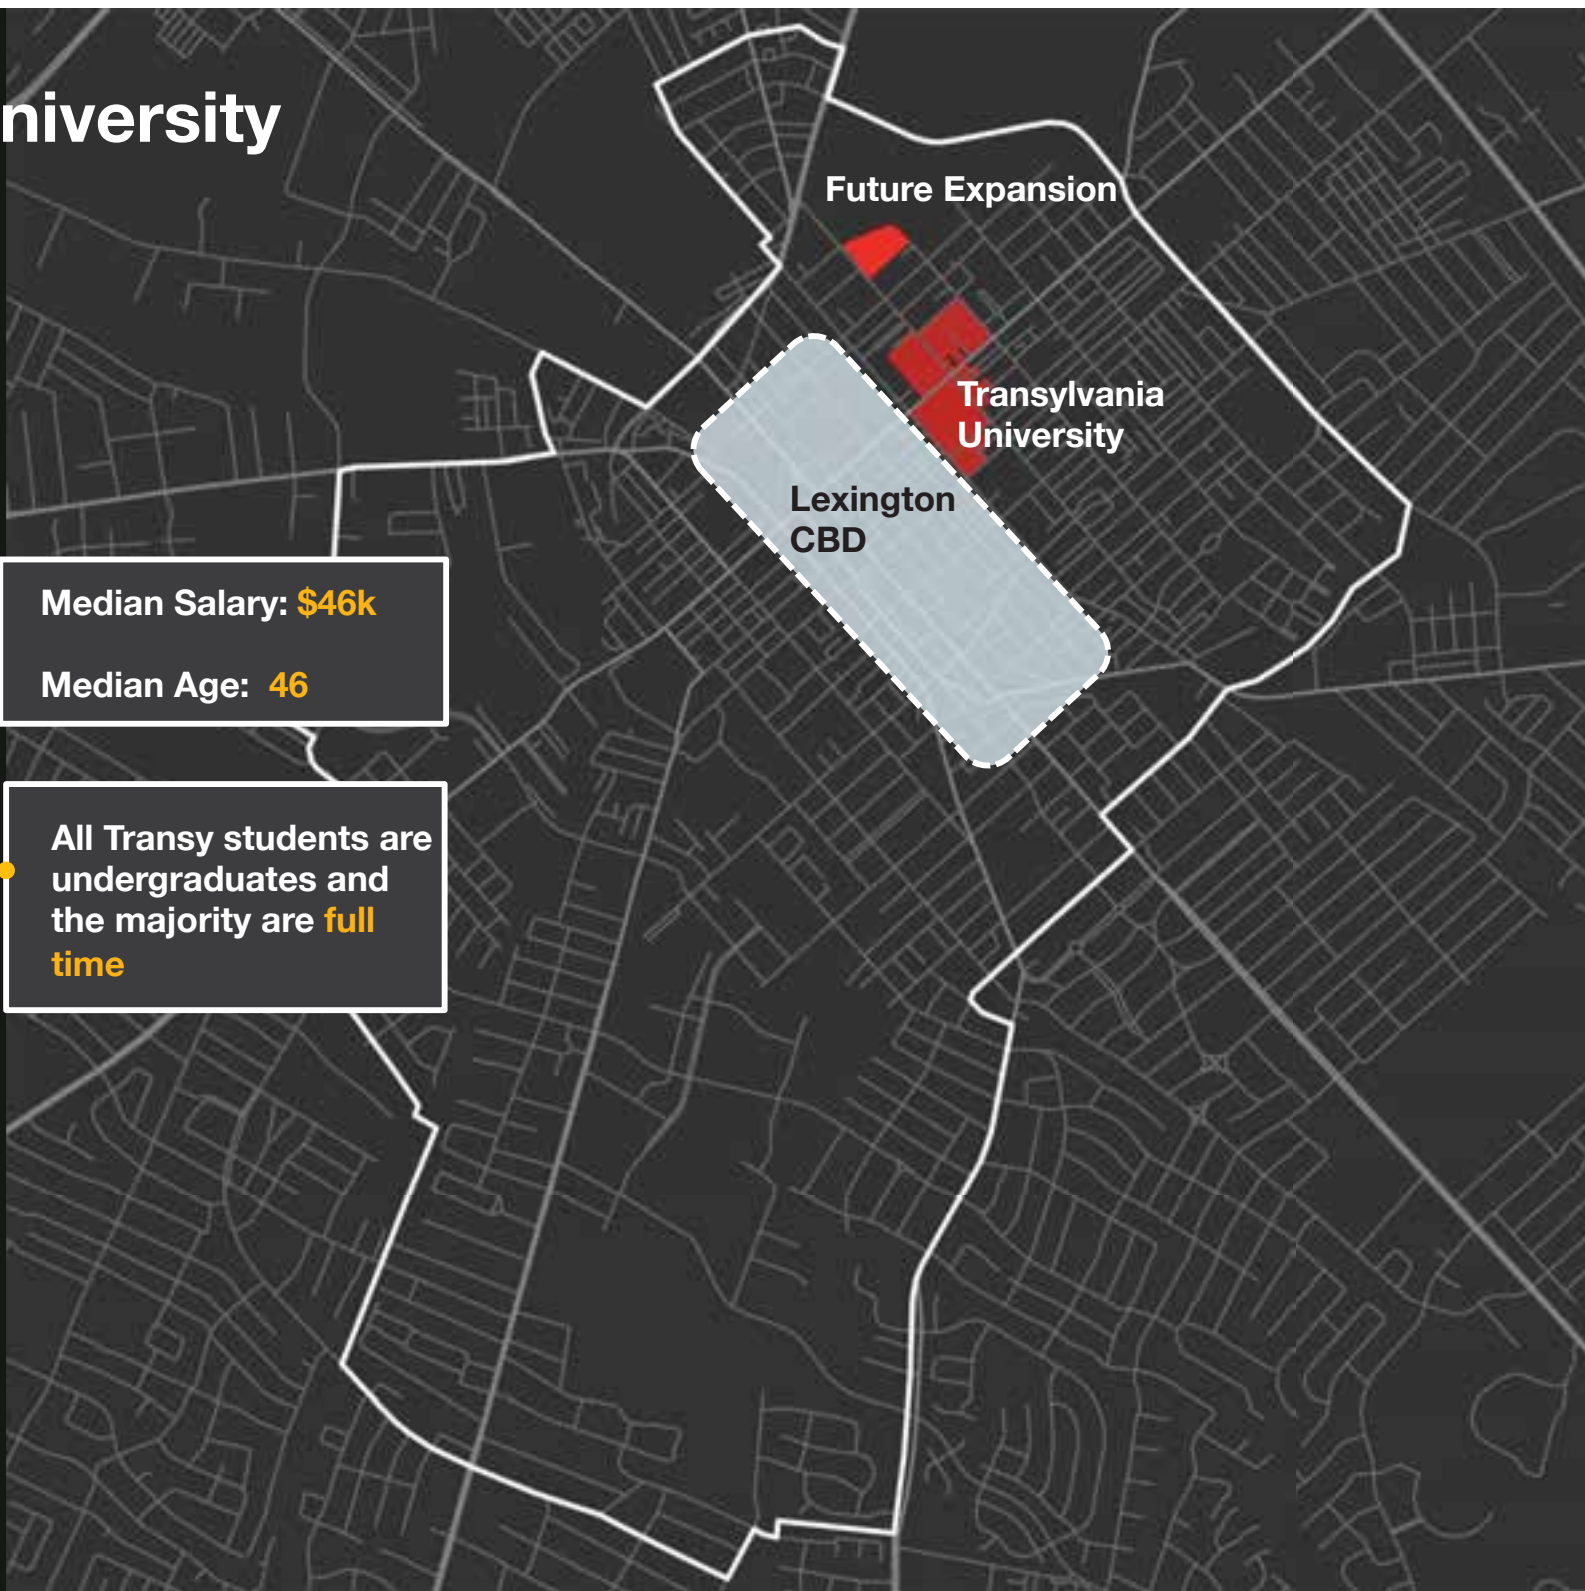 niversity
Future Expansion
Transylvania
University
Lexington
CBD
Median Salary: $46k
Median Age: 46
All Transy students are
undergraduates and
the majority are full
time